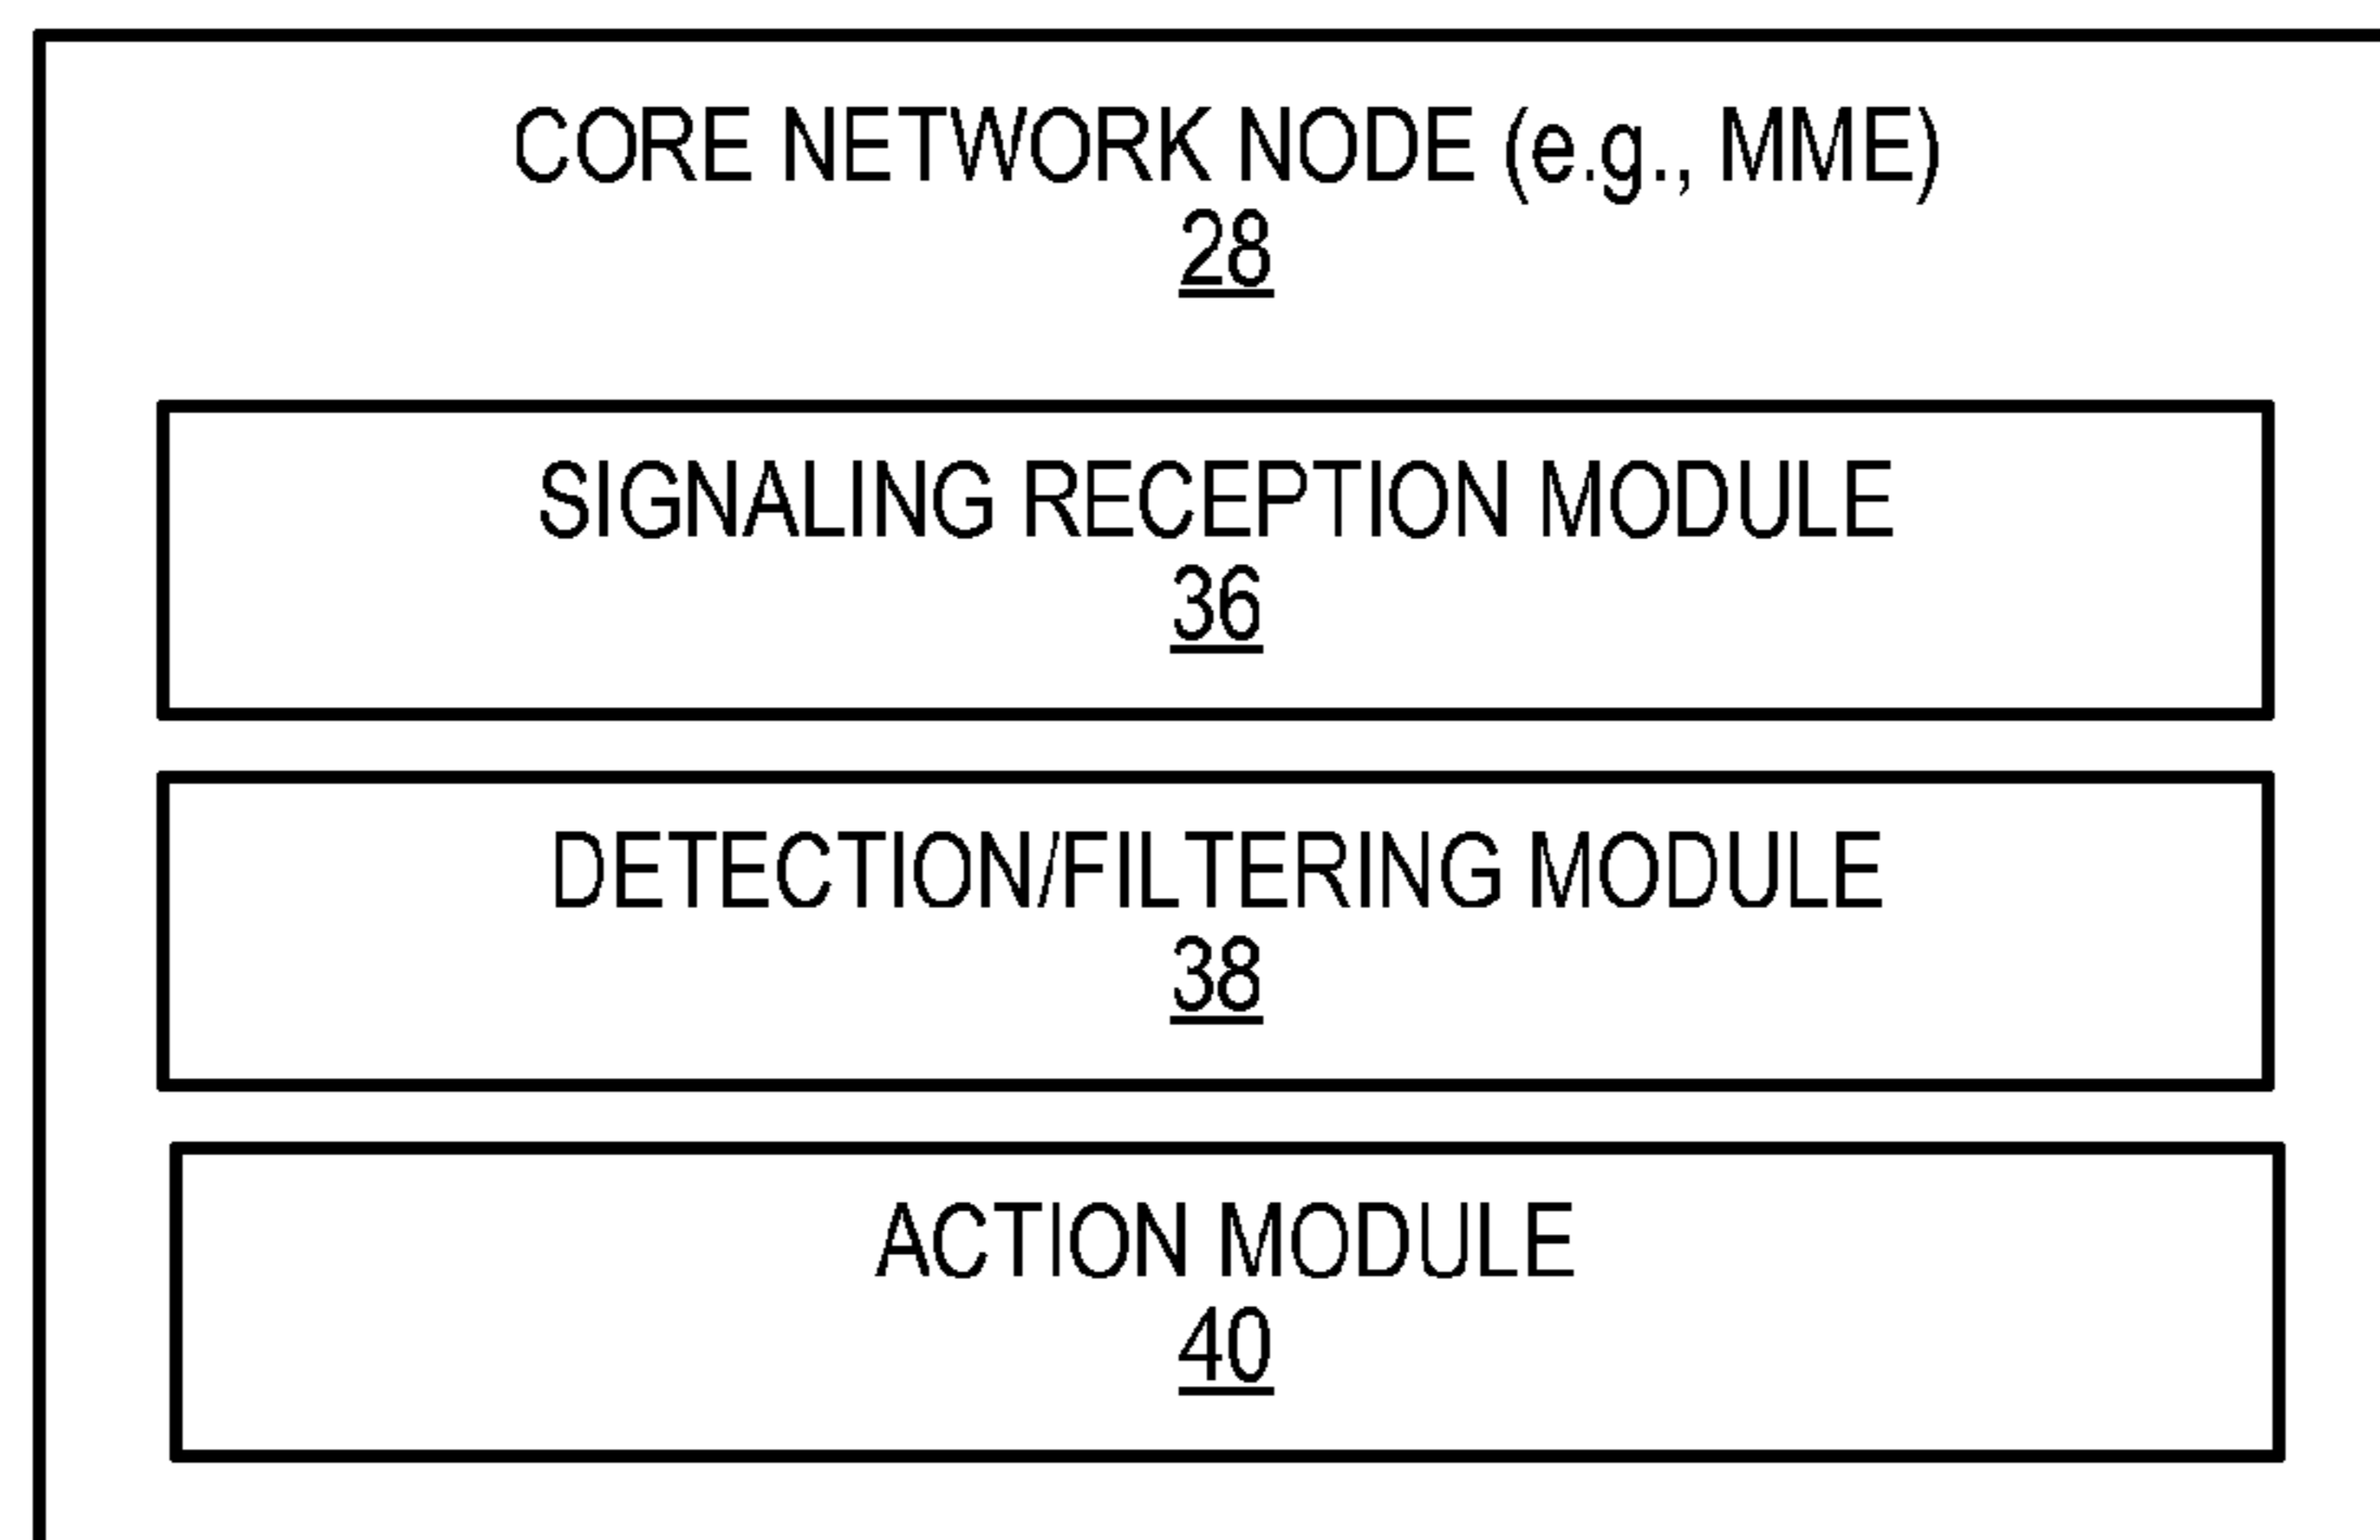 CORE NETWORK NODE (e.g., MME)
28
SIGNALING RECEPTION MODULE
36
DETECTION/FILTERING MODULE
38
ACTION MODULE
40